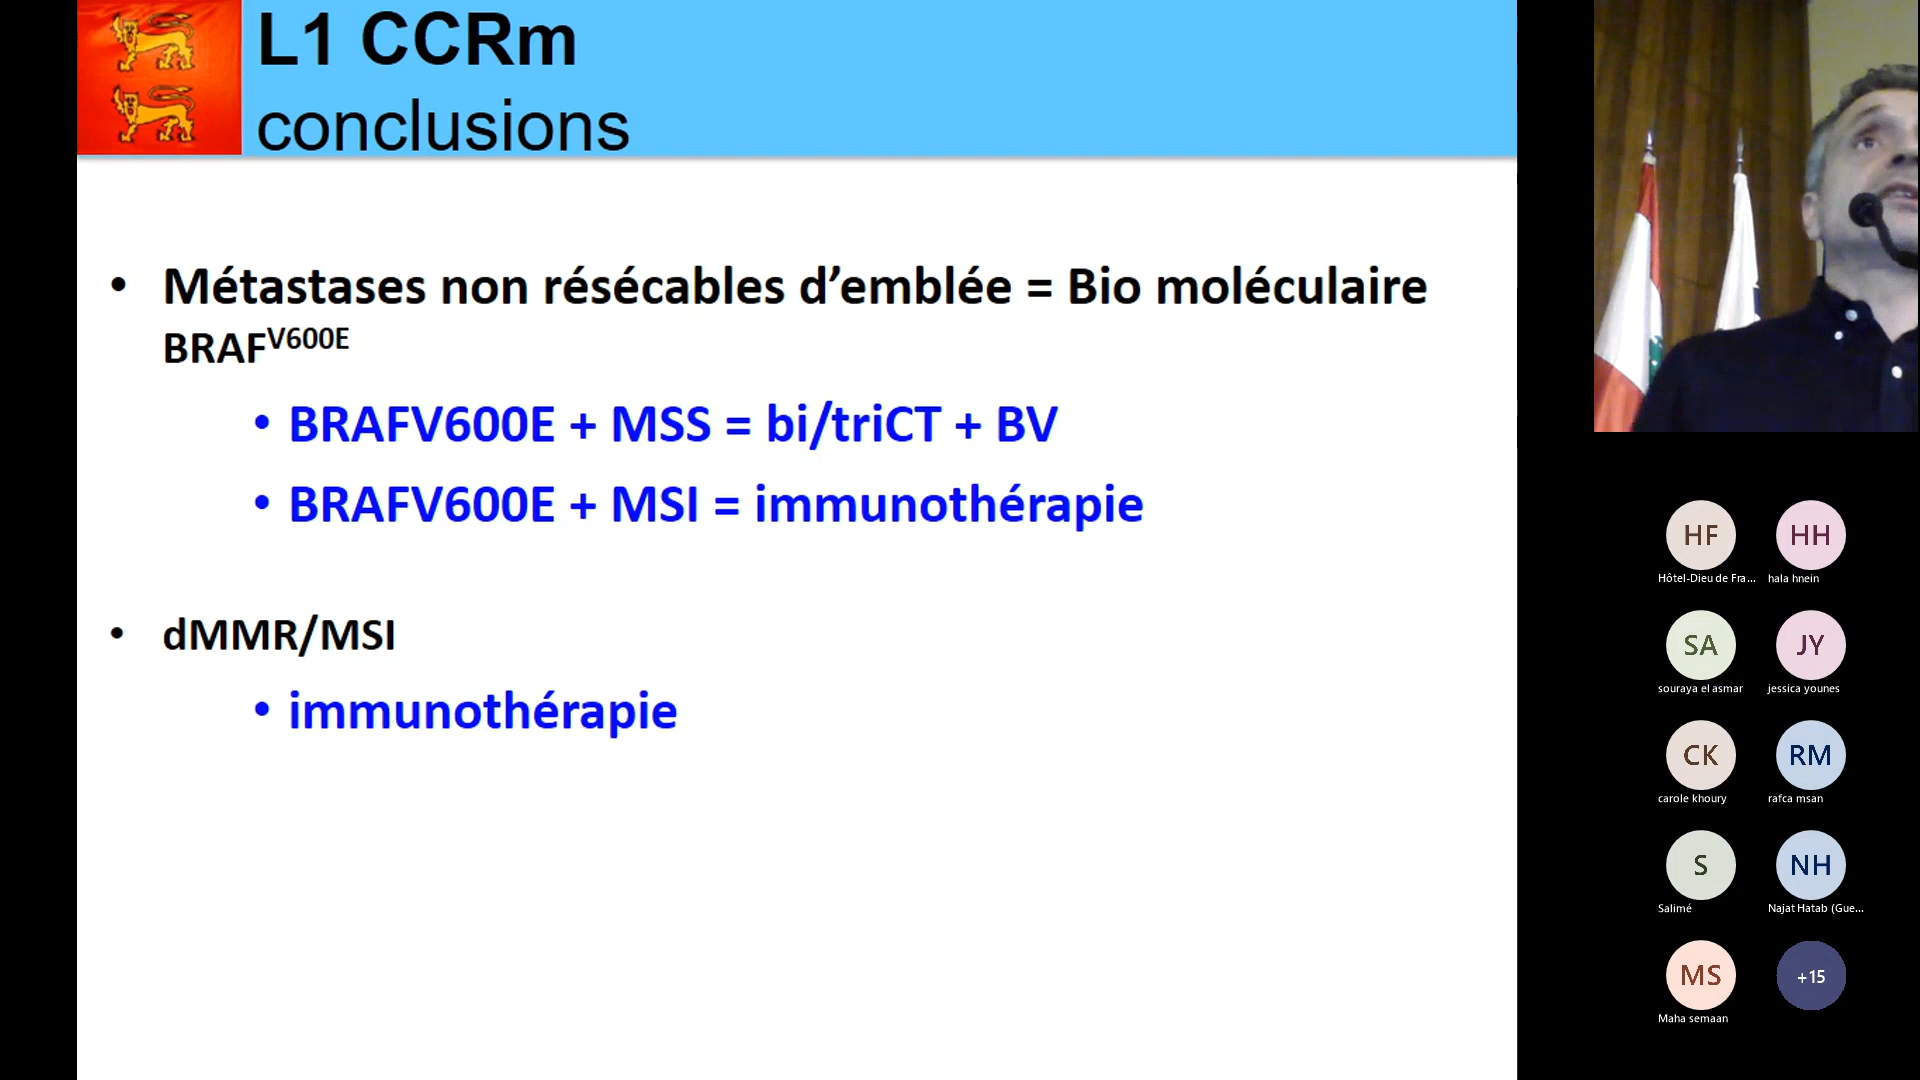 L1 CCRm
conclusions
• Métastases non résécables d’emblée = Bio moléculaire
BRAFV600E
• BRAFV600E + MSS = bi/triCT + BV
• BRAFV600E + MSI = immunothérapie
• dMMR/MSI
• immunothérapie
HF
HH
Hôtel-Dieu de Fra...
hala hnein
SA
JY
souraya el asmar
jessica younes
CK
RM
carole khoury
rafca msan
S
NH
Salimé
Najat Hatab (Gue...
MS
+15
Maha semaan